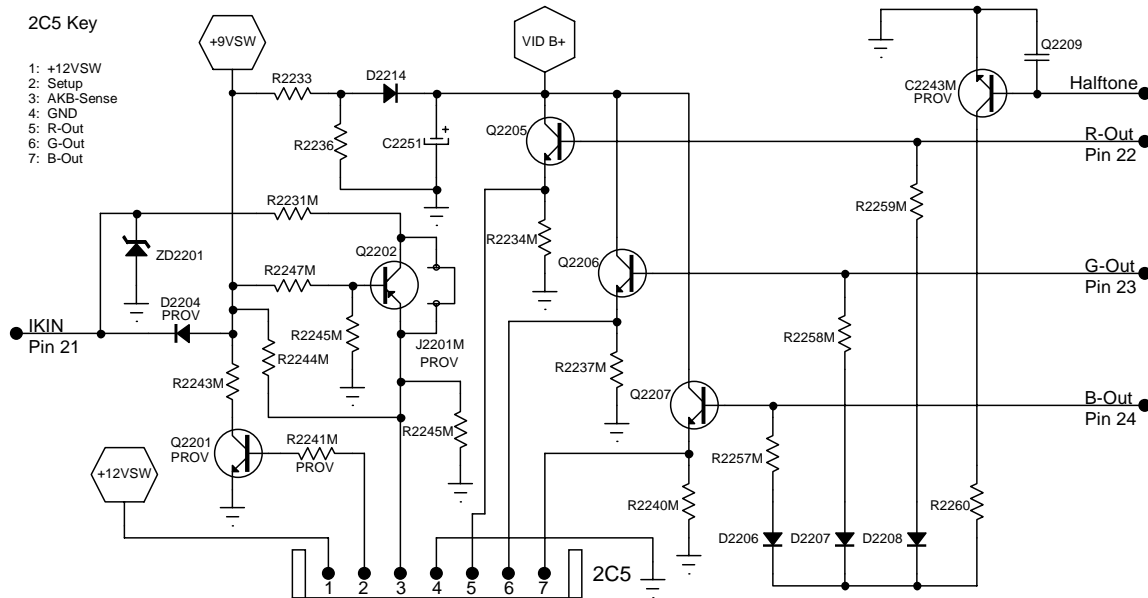 2C5 Key
1: +12VSW
2: Setup
3: AKB-Sense
4: GND
5: R-Out
6: G-Out
7: B-Out
+9VSW
VID B+
R2233
D2214
R2236
C2251
+
Q2205
Q2209
C2243M
PROV
Halftone
R-Out
Pin 22
R2231M
ZD2201
Q2202
R2234M
R2259M
R2247M
Q2206
G-Out
Pin 23
D2204
PROV
IKIN
Pin 21
R2245M
R2244M
J2201M
PROV
R2258M
R2237M
R2243M
Q2207
B-Out
Pin 24
Q2201
PROV
R2241M
PROV
R2245M
+12VSW
R2257M
R2240M
R2260
D2206
D2207
D2208
2C5
1 2 3 4 5 6 7